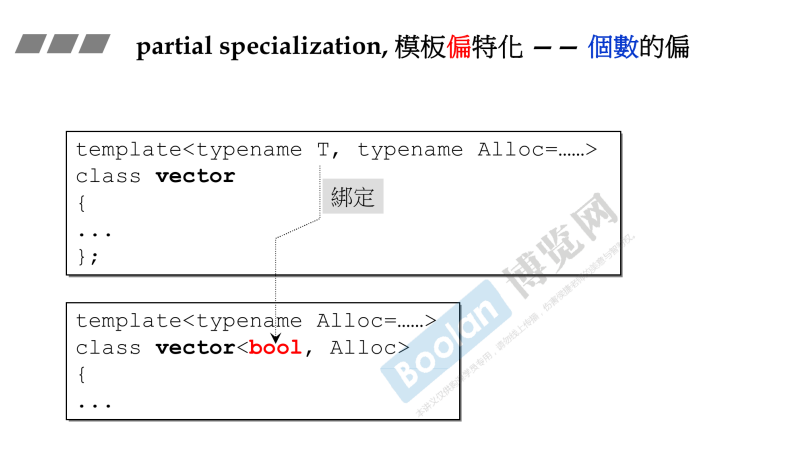 partial specialization, 模板偏特化 —— 個數的偏
template<typename T, typename Alloc=……>
class vector
{
...
};
綁定
template<typename Alloc=……>
class vector<bool, Alloc>
{
...
Boolan 博览网